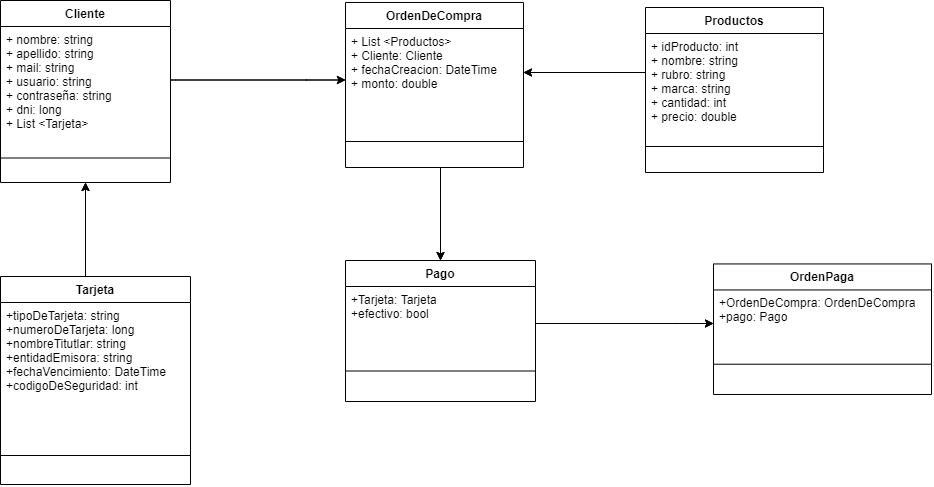 Cliente
+ nombre: string
+ apellido: string
+ mail: string
+ usuario: string
+ contraseña: string
+ dni: long
+ List <Tarjeta>
OrdenDeCompra
+ List <Productos>
+ Cliente: Cliente
+ fechaCreacion: DateTime
+ monto: double
Productos
+ idProducto: int
+ nombre: string
+ rubro: string
+ marca: string
+ cantidad: int
+ precio: double
Tarjeta
+tipoDeTarjeta: string
+numeroDeTarjeta: long
+nombreTitutlar: string
+entidadEmisora: string
+fechaVencimiento: DateTime
+codigoDeSeguridad: int
Pago
+Tarjeta: Tarjeta
+efectivo: bool
OrdenPaga
+OrdenDeCompra: OrdenDeCompra
+pago: Pago